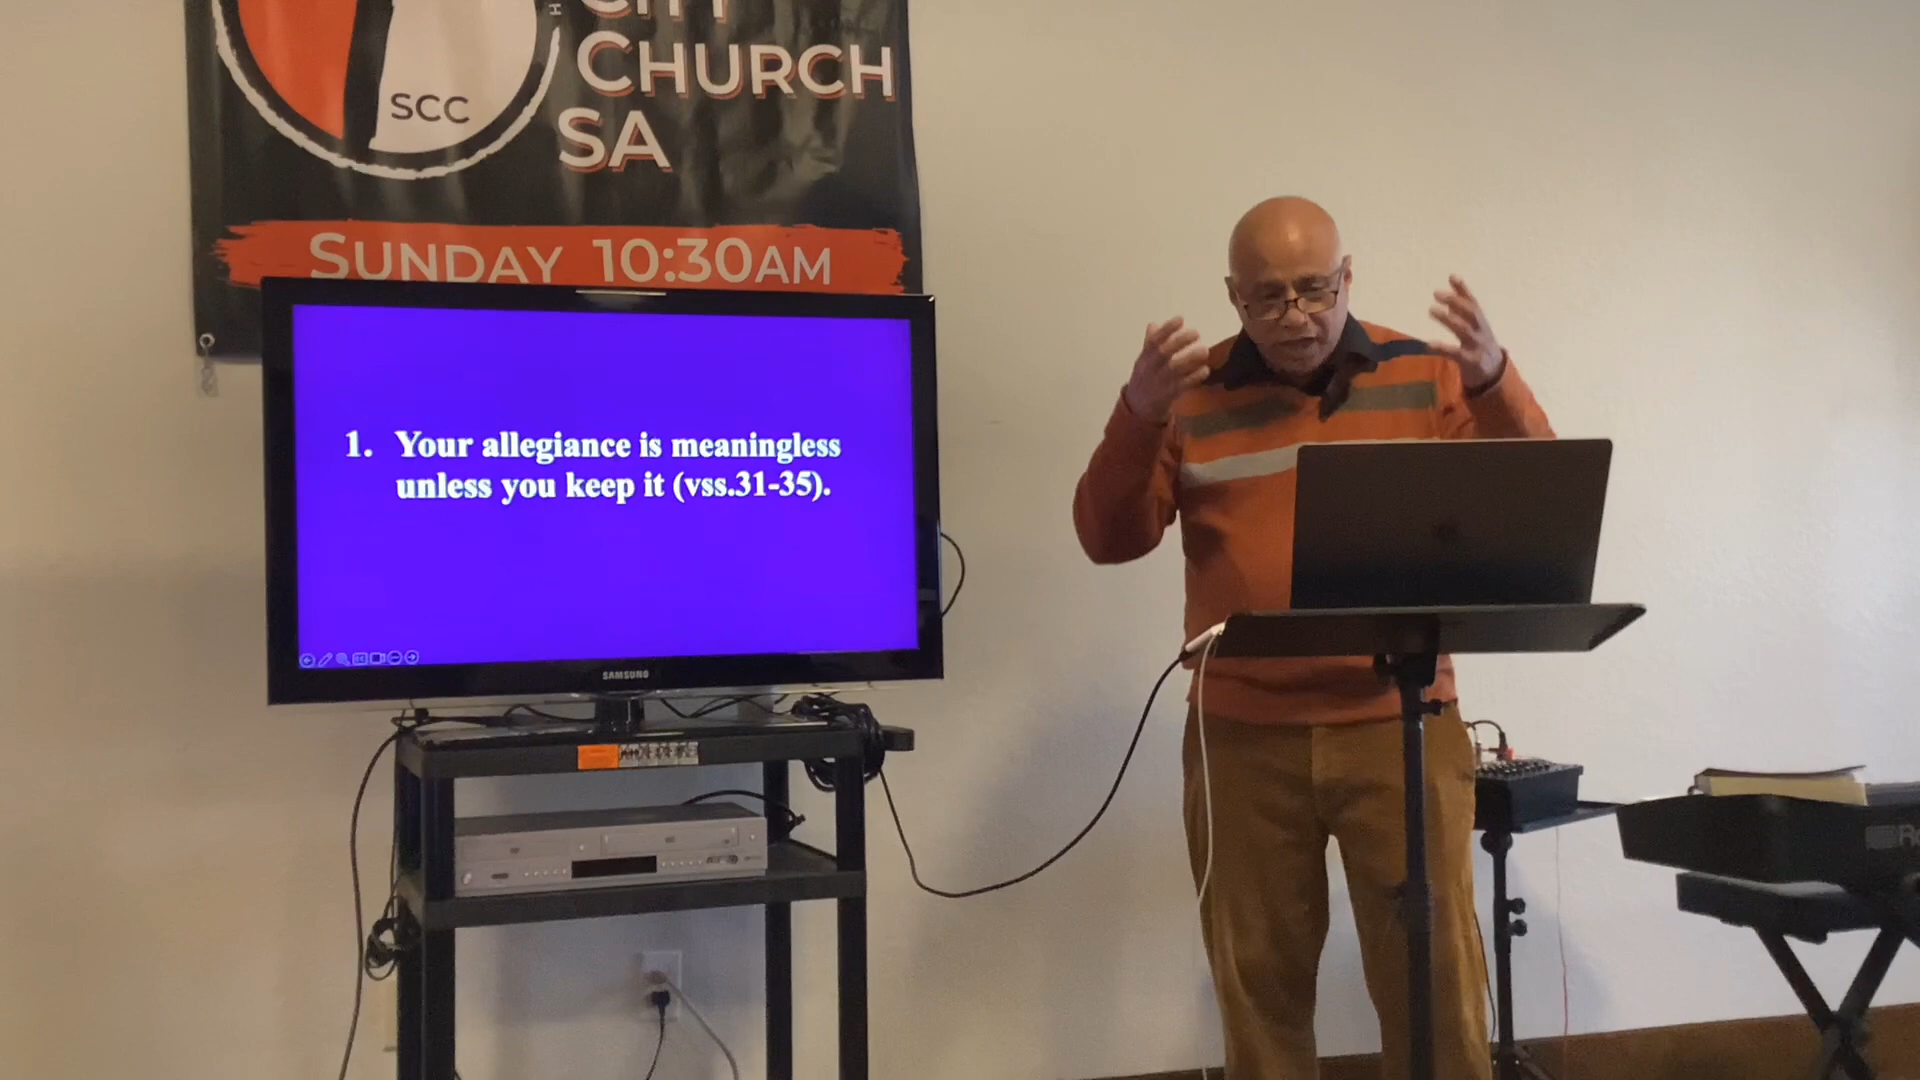 CITY
CHURCH
SA
SCC
SUNDAY 10:30AM
1. Your allegiance is meaningless
unless you keep it (vss.31-35).
SAMSUNG